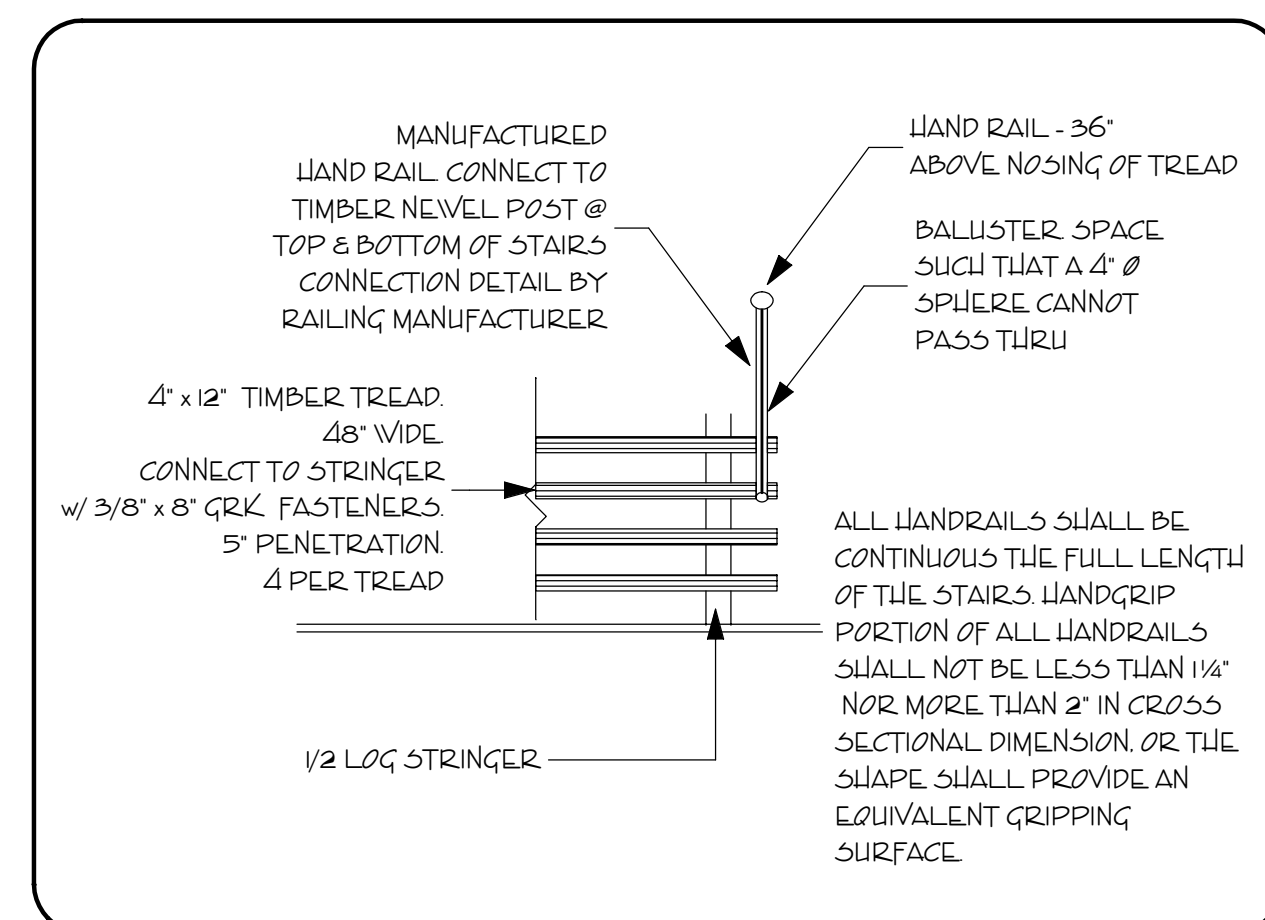 MANUFACTURED
HAND RAIL. CONNECT TO
TIMBER NEWEL POST @
TOP & BOTTOM OF STAIRS
CONNECTION DETAIL BY
RAILING MANUFACTURER
HAND RAIL - 36"
ABOVE NOSING OF TREAD
BALUSTER. SPACE
SUCH THAT A 4" Ø
SPHERE CANNOT
PASS THRU
4" x 12" TIMBER TREAD.
48" WIDE.
CONNECT TO STRINGER
w/ 3/8" x 8" GRK FASTENERS.
5" PENETRATION.
4 PER TREAD
ALL HANDRAILS SHALL BE
CONTINUOUS THE FULL LENGTH
OF THE STAIRS. HANDGRIP
PORTION OF ALL HANDRAILS
SHALL NOT BE LESS THAN 1¼"
NOR MORE THAN 2" IN CROSS
SECTIONAL DIMENSION, OR THE
SHAPE SHALL PROVIDE AN
EQUIVALENT GRIPPING
SURFACE.
1/2 LOG STRINGER